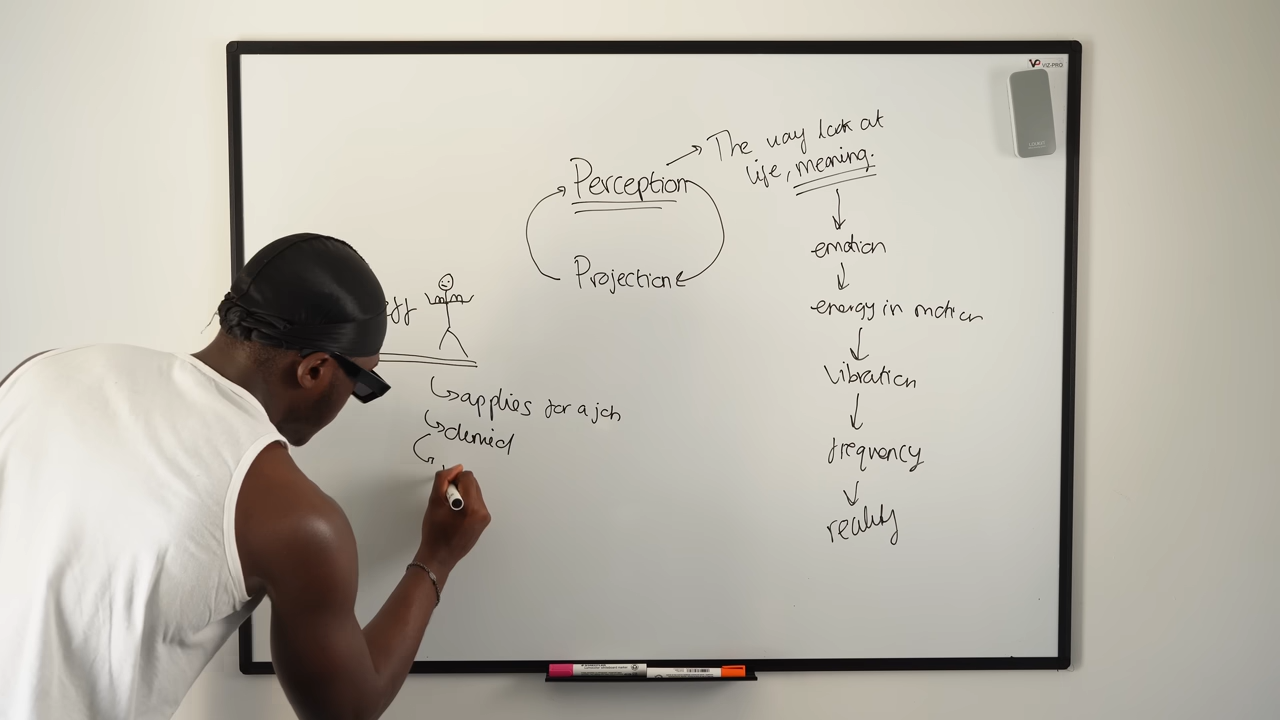 The way look at
life, meaning.
Perception
Projection
emotion
energy in motion
vibration
frequency
reality
applies for a job
denied
VIZ-PRO